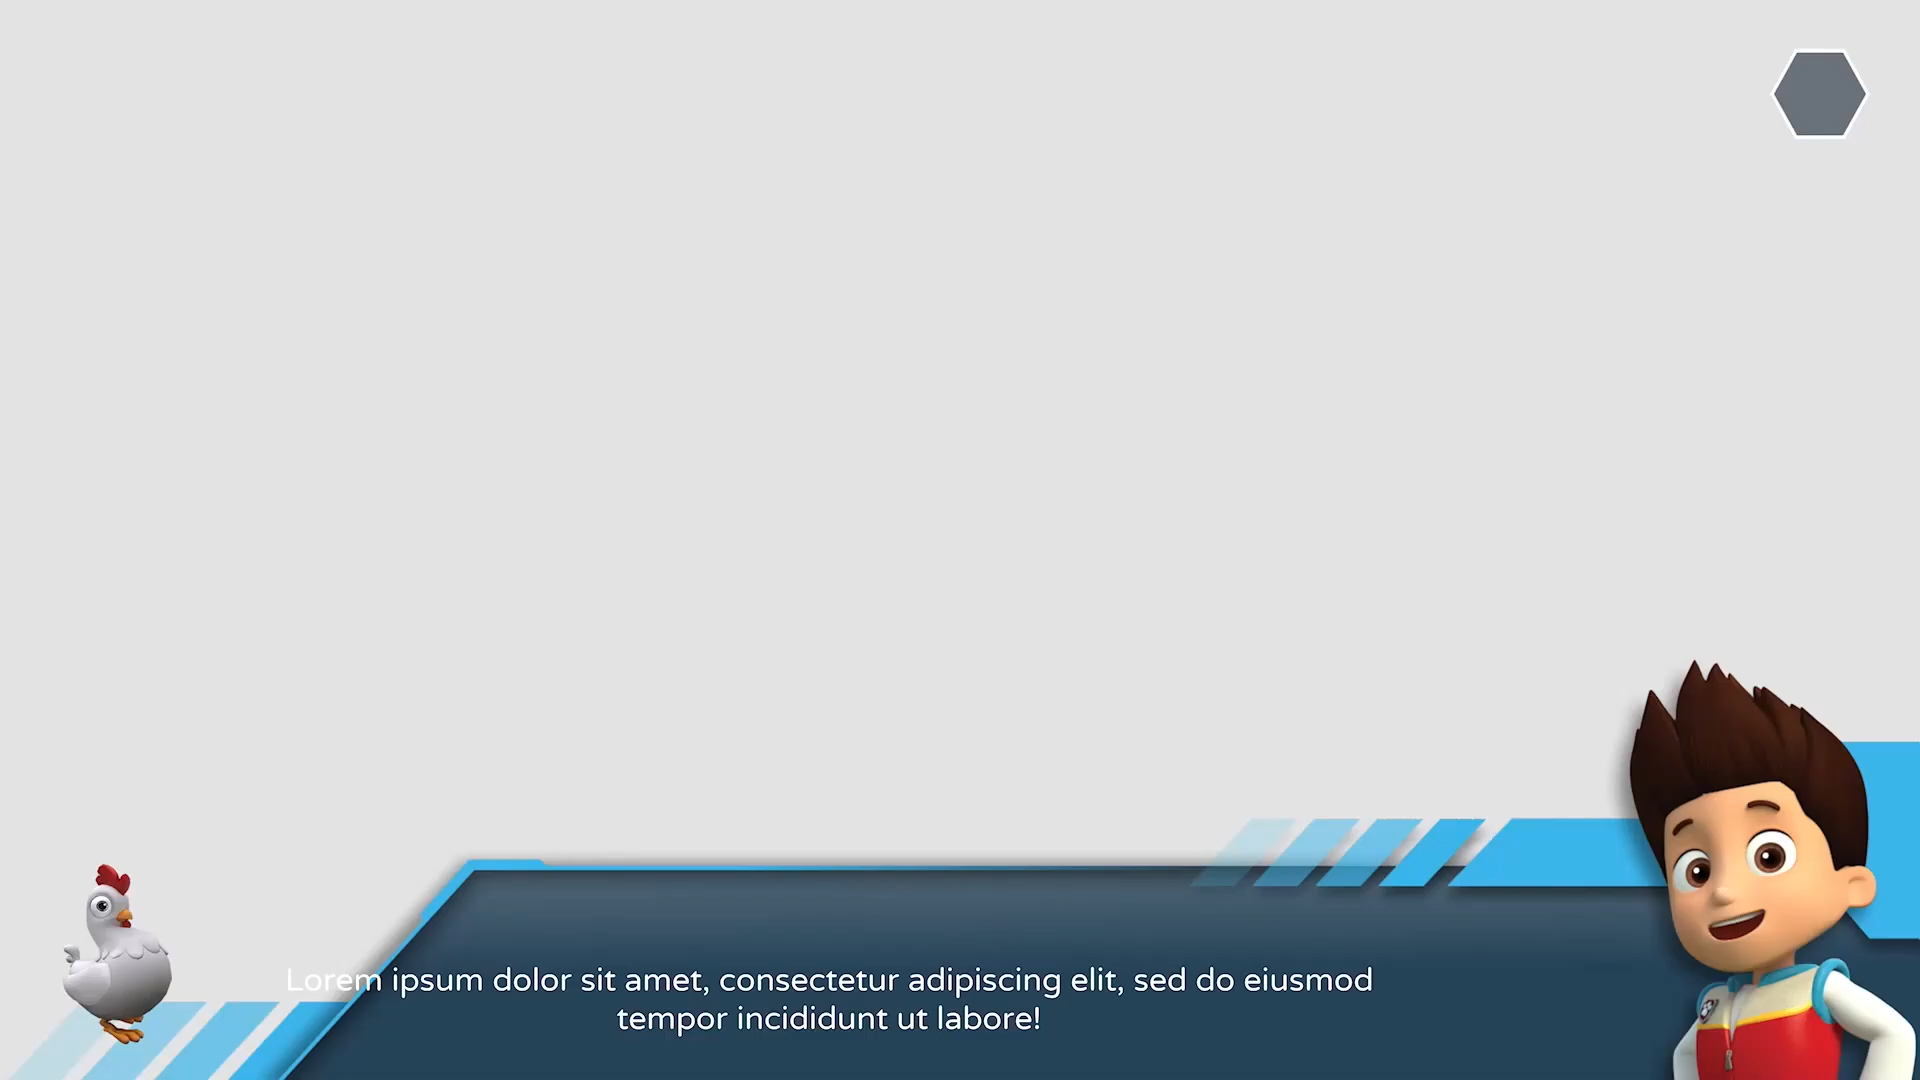 Lorem ipsum dolor sit amet, consectetur adipiscing elit, sed do eiusmod
tempor incididunt ut labore!